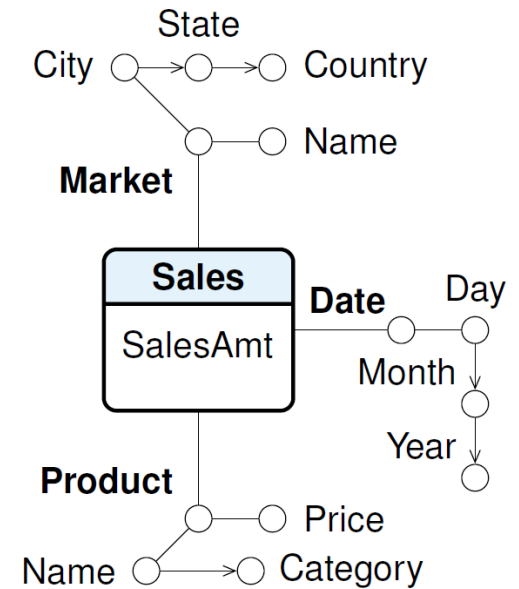 State
City
Country
Name
Market
Sales
Date
Day
SalesAmt
Month
Year
Product
Price
Name
Category